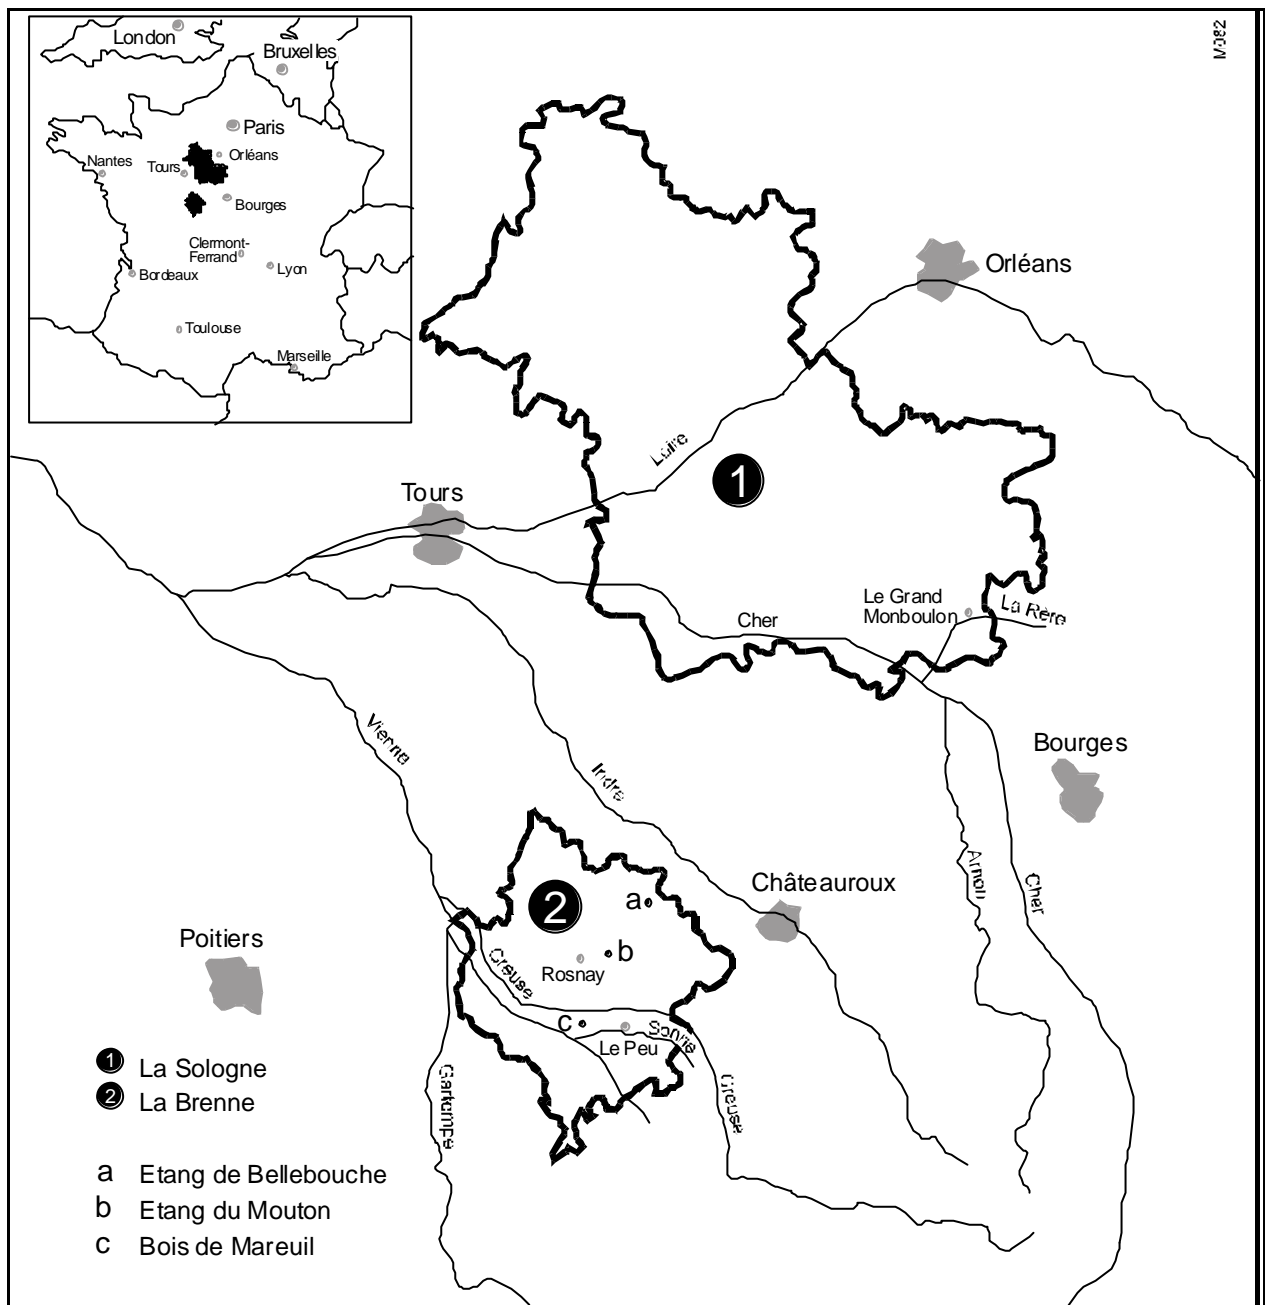 M082
London
Bruxelles
Paris
Orléans
Nantes
Tours
Bourges
Clermont-
Ferrand
Lyon
Bordeaux
Toulouse
Marseille
Orléans
Loire
1
Tours
Le Grand
Monboulon
La Rère
Cher
Vienne
Indre
Bourges
Châteauroux
Arnon
Cher
2
a
b
Rosnay
Creuse
Poitiers
c
Le Peu
Sonne
Creuse
Gartempe
1 La Sologne
2 La Brenne
a Etang de Bellebouche
b Etang du Mouton
c Bois de Mareuil